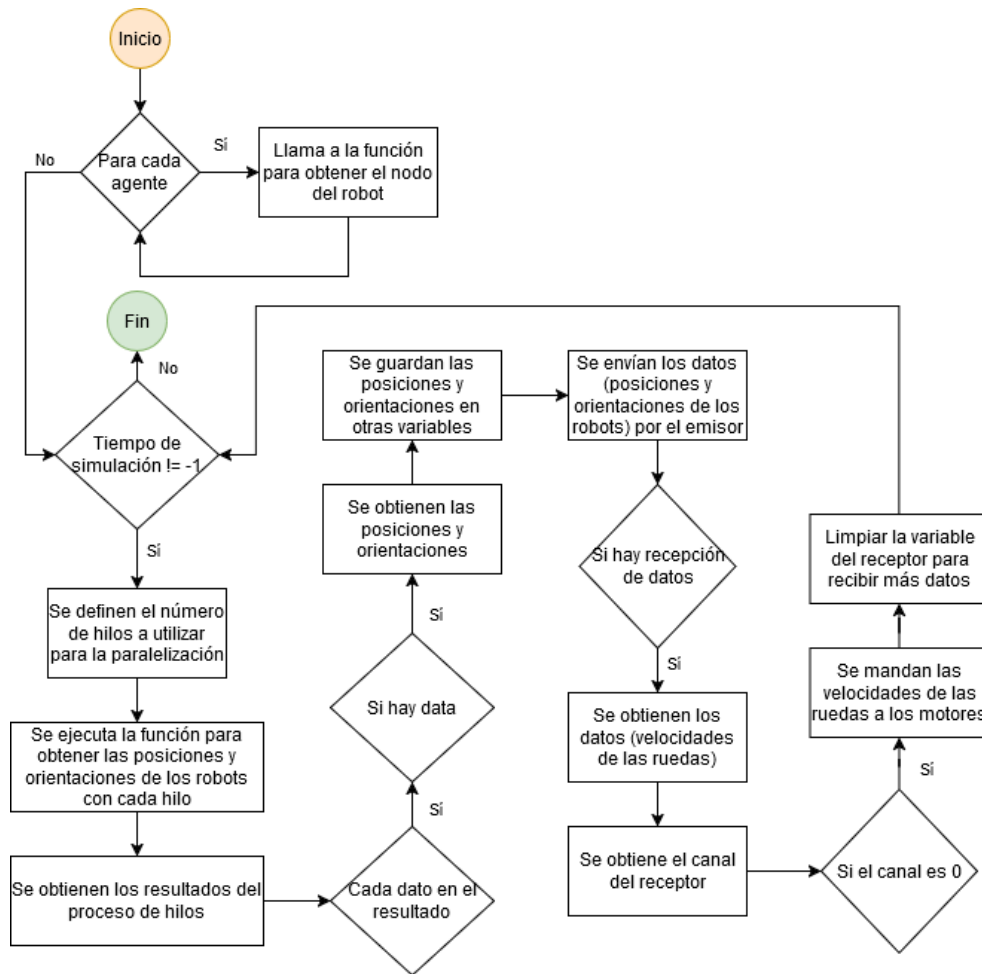 Inicio
Para cada
agente
Sí
No
Llama a la función
para obtener el nodo
del robot
Fin
No
Tiempo de
simulación != -1
Sí
Se definen el número
de hilos a utilizar
para la paralelización
Se ejecuta la función para
obtener las posiciones y
orientaciones de los robots
con cada hilo
Se obtienen los resultados del
proceso de hilos
Cada dato en el
resultado
Sí
Si hay data
Sí
Se obtienen las
posiciones y
orientaciones
Se guardan las
posiciones y
orientaciones en
otras variables
Se envían los datos
(posiciones y
orientaciones de los
robots) por el emisor
Si hay recepción
de datos
Sí
Se obtienen los
datos (velocidades
de las ruedas)
Se obtiene el canal
del receptor
Si el canal es 0
Sí
Se mandan las
velocidades de las
ruedas a los motores
Limpiar la variable
del receptor para
recibir más datos